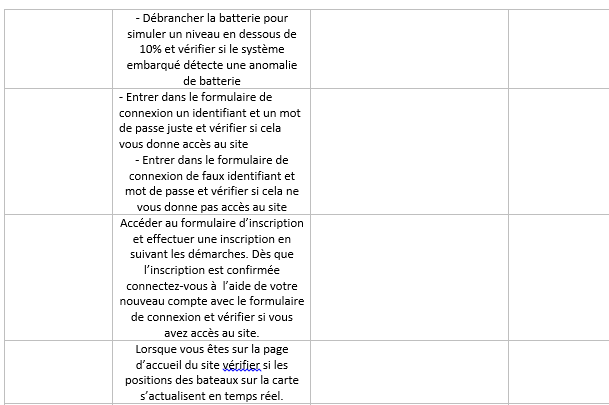 - Débrancher la batterie pour
simuler un niveau en dessous de
10% et vérifier si le système
embarqué détecte une anomalie
de batterie
- Entrer dans le formulaire de
connexion un identifiant et un mot
de passe juste et vérifier si cela
vous donne accès au site
- Entrer dans le formulaire de
connexion de faux identifiant et
mot de passe et vérifier si cela ne
vous donne pas accès au site
Accéder au formulaire d’inscription
et effectuer une inscription en
suivant les démarches. Dès que
l’inscription est confirmée
connectez-vous à l’aide de votre
nouveau compte avec le formulaire
de connexion et vérifier si vous
avez accès au site.
Lorsque vous êtes sur la page
d’accueil du site vérifier si les
positions des bateaux sur la carte
s’actualisent en temps réel.